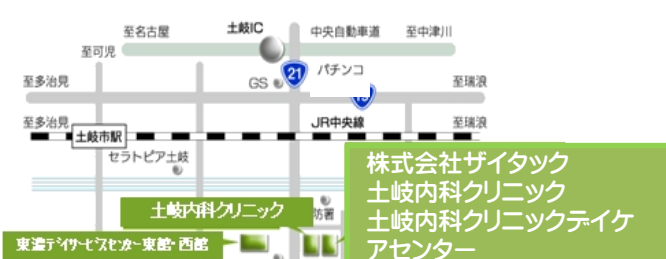 至名古屋
土岐IC
中央自動車道
至中津川
至可児
21
パチンコ
至多治見
GS
至瑞浪
19
至多治見
JR中央線
至瑞浪
土岐市駅
セラトピア土岐
株式会社ザイタック
土岐内科クリニック
土岐内科クリニックデイケ
アセンター
土岐内科クリニック
防署
東濃デイサービスセンター東館・西館